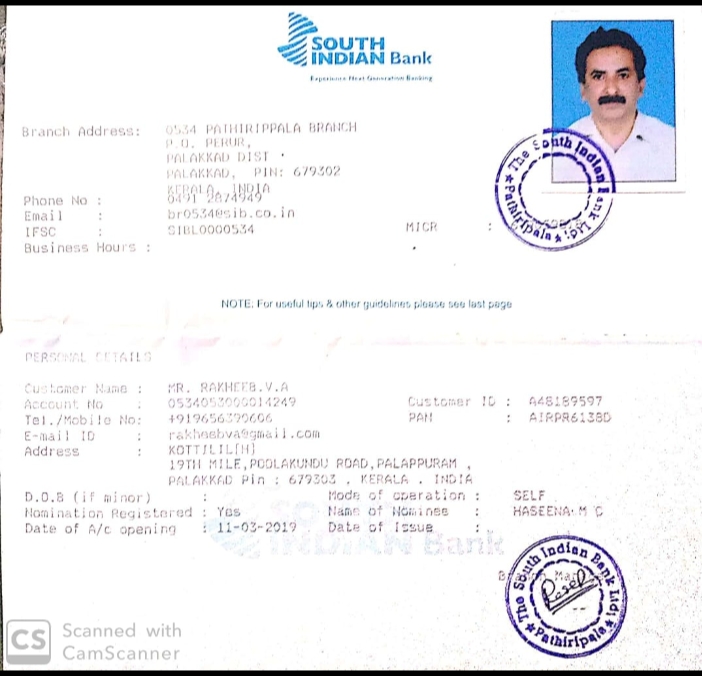 SOUTH
INDIAN Bank
Experience Next Generation Banking
Branch Address: 0534 PATHIRIPPALA BRANCH
P.O. PERUR,
PALAKKAD DIST
PALAKKAD, PIN: 679302
KERALA, INDIA
Phone No : 0491 2874949
Email : br0534@sib.co.in
IFSC : SIBL0000534 MICR :
Business Hours :
The South Indian Bank Ltd.
★ Pathiripala ★
NOTE: For useful tips & other guidelines please see last page
PERSONAL DETAILS
Customer Name : MR. RAKHEEB.V.A
Account No : 0534053000014249 Customer ID : A48189597
Tel./Mobile No: +919656399606 PAN : AIRPR6138D
E-mail ID : rakheebva@gmail.com
Address : KOTTILIL[H]
19TH MILE,POOLAKUNDU ROAD,PALAPPURAM ,
PALAKKAD Pin : 679303 . KERALA . INDIA
D.O.B (if minor) : Mode of operation : SELF
Nomination Registered : Yes Name of Nominee : HASEENA M C
Date of A/c opening : 11-03-2019 Date of Issue :
INDIAN Bank
The South Indian Bank Ltd
★ Pathiripala ★
CS Scanned with
CamScanner